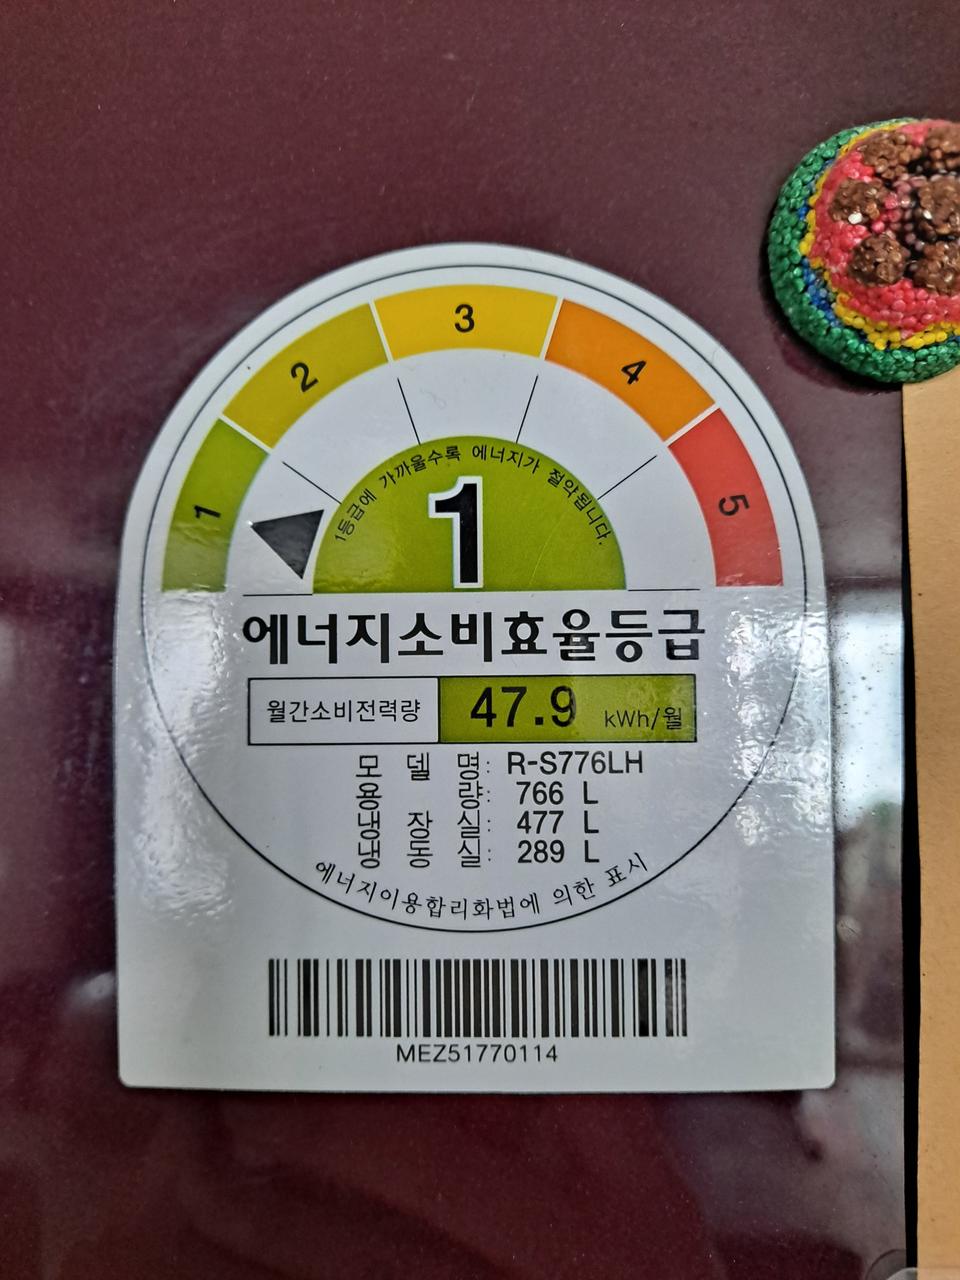 1
2
3
4
5
1등급에 가까울수록 에너지가 절약됩니다.
1
에너지소비효율등급
월간소비전력량 47.9 kWh/월
모 델 명: R-S776LH
용 량: 766 L
냉 장 실: 477 L
냉 동 실: 289 L
에너지이용합리화법에 의한 표시
MEZ51770114